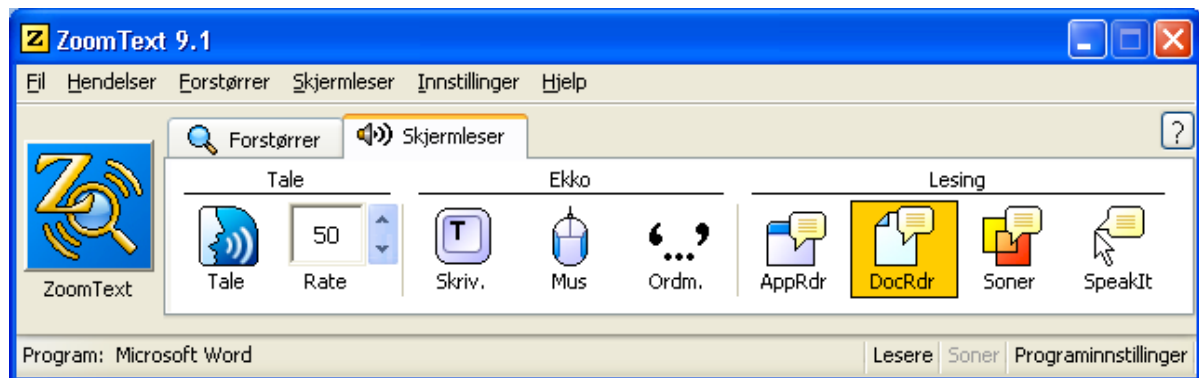 ZoomText 9.1
Fil Hendelser Forstørrer Skjermleser Innstillinger Hjelp
Forstørrer Skjermleser ?
Tale Ekko Lesing
50 T
Tale Rate Skriv. Mus Ordm. AppRdr DocRdr Soner SpeakIt
ZoomText
Program: Microsoft Word Lesere Soner Programinnstillinger